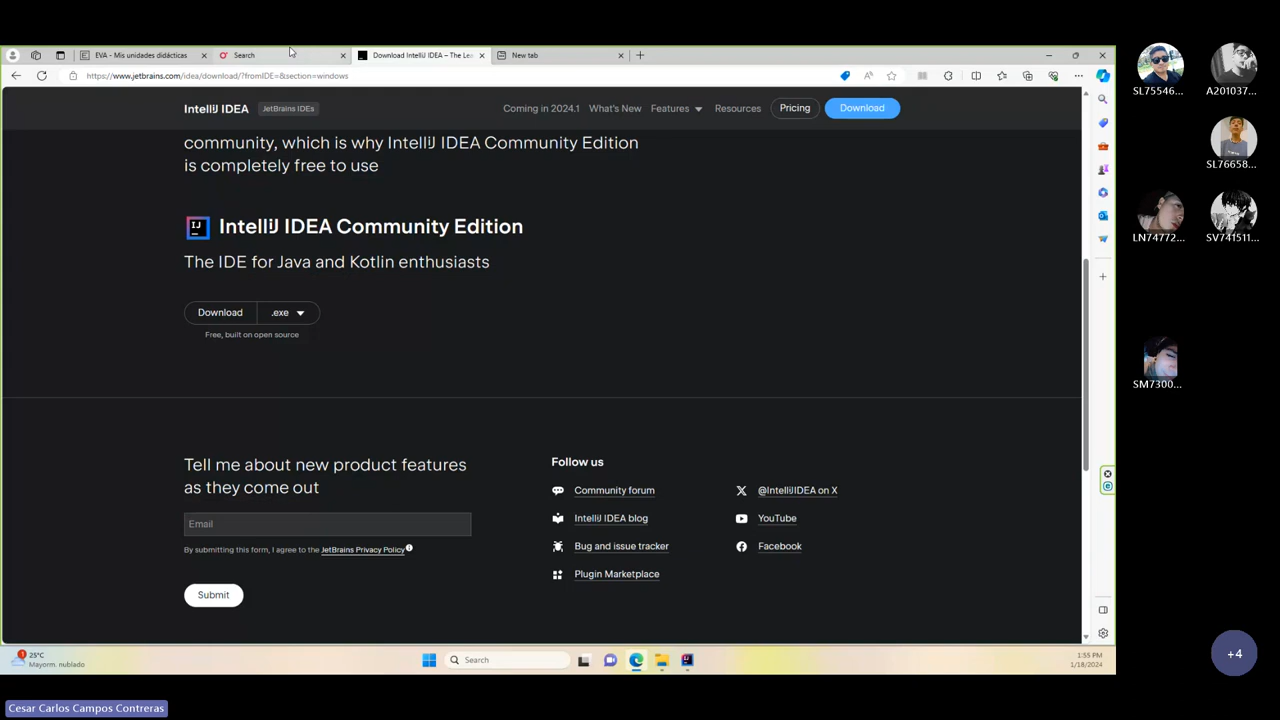 EVA - Mis unidades didácticas
Search
Download IntelliJ IDEA – The Lea
New tab
https://www.jetbrains.com/idea/download/?fromIDE=&section=windows
IntelliJ IDEA
JetBrains IDEs
Coming in 2024.1
What's New
Features
Resources
Pricing
Download
community, which is why IntelliJ IDEA Community Edition
is completely free to use
IntelliJ IDEA Community Edition
The IDE for Java and Kotlin enthusiasts
Download
.exe
Free, built on open source
Tell me about new product features
as they come out
Email
By submitting this form, I agree to the JetBrains Privacy Policy
Submit
Follow us
Community forum
@IntelliJIDEA on X
IntelliJ IDEA blog
YouTube
Bug and issue tracker
Facebook
Plugin Marketplace
25°C
Mayorm. nublado
Search
1:55 PM
1/18/2024
SL75546...
A201037...
SL76658...
LN74772...
SV741511...
SM7300...
+4
Cesar Carlos Campos Contreras